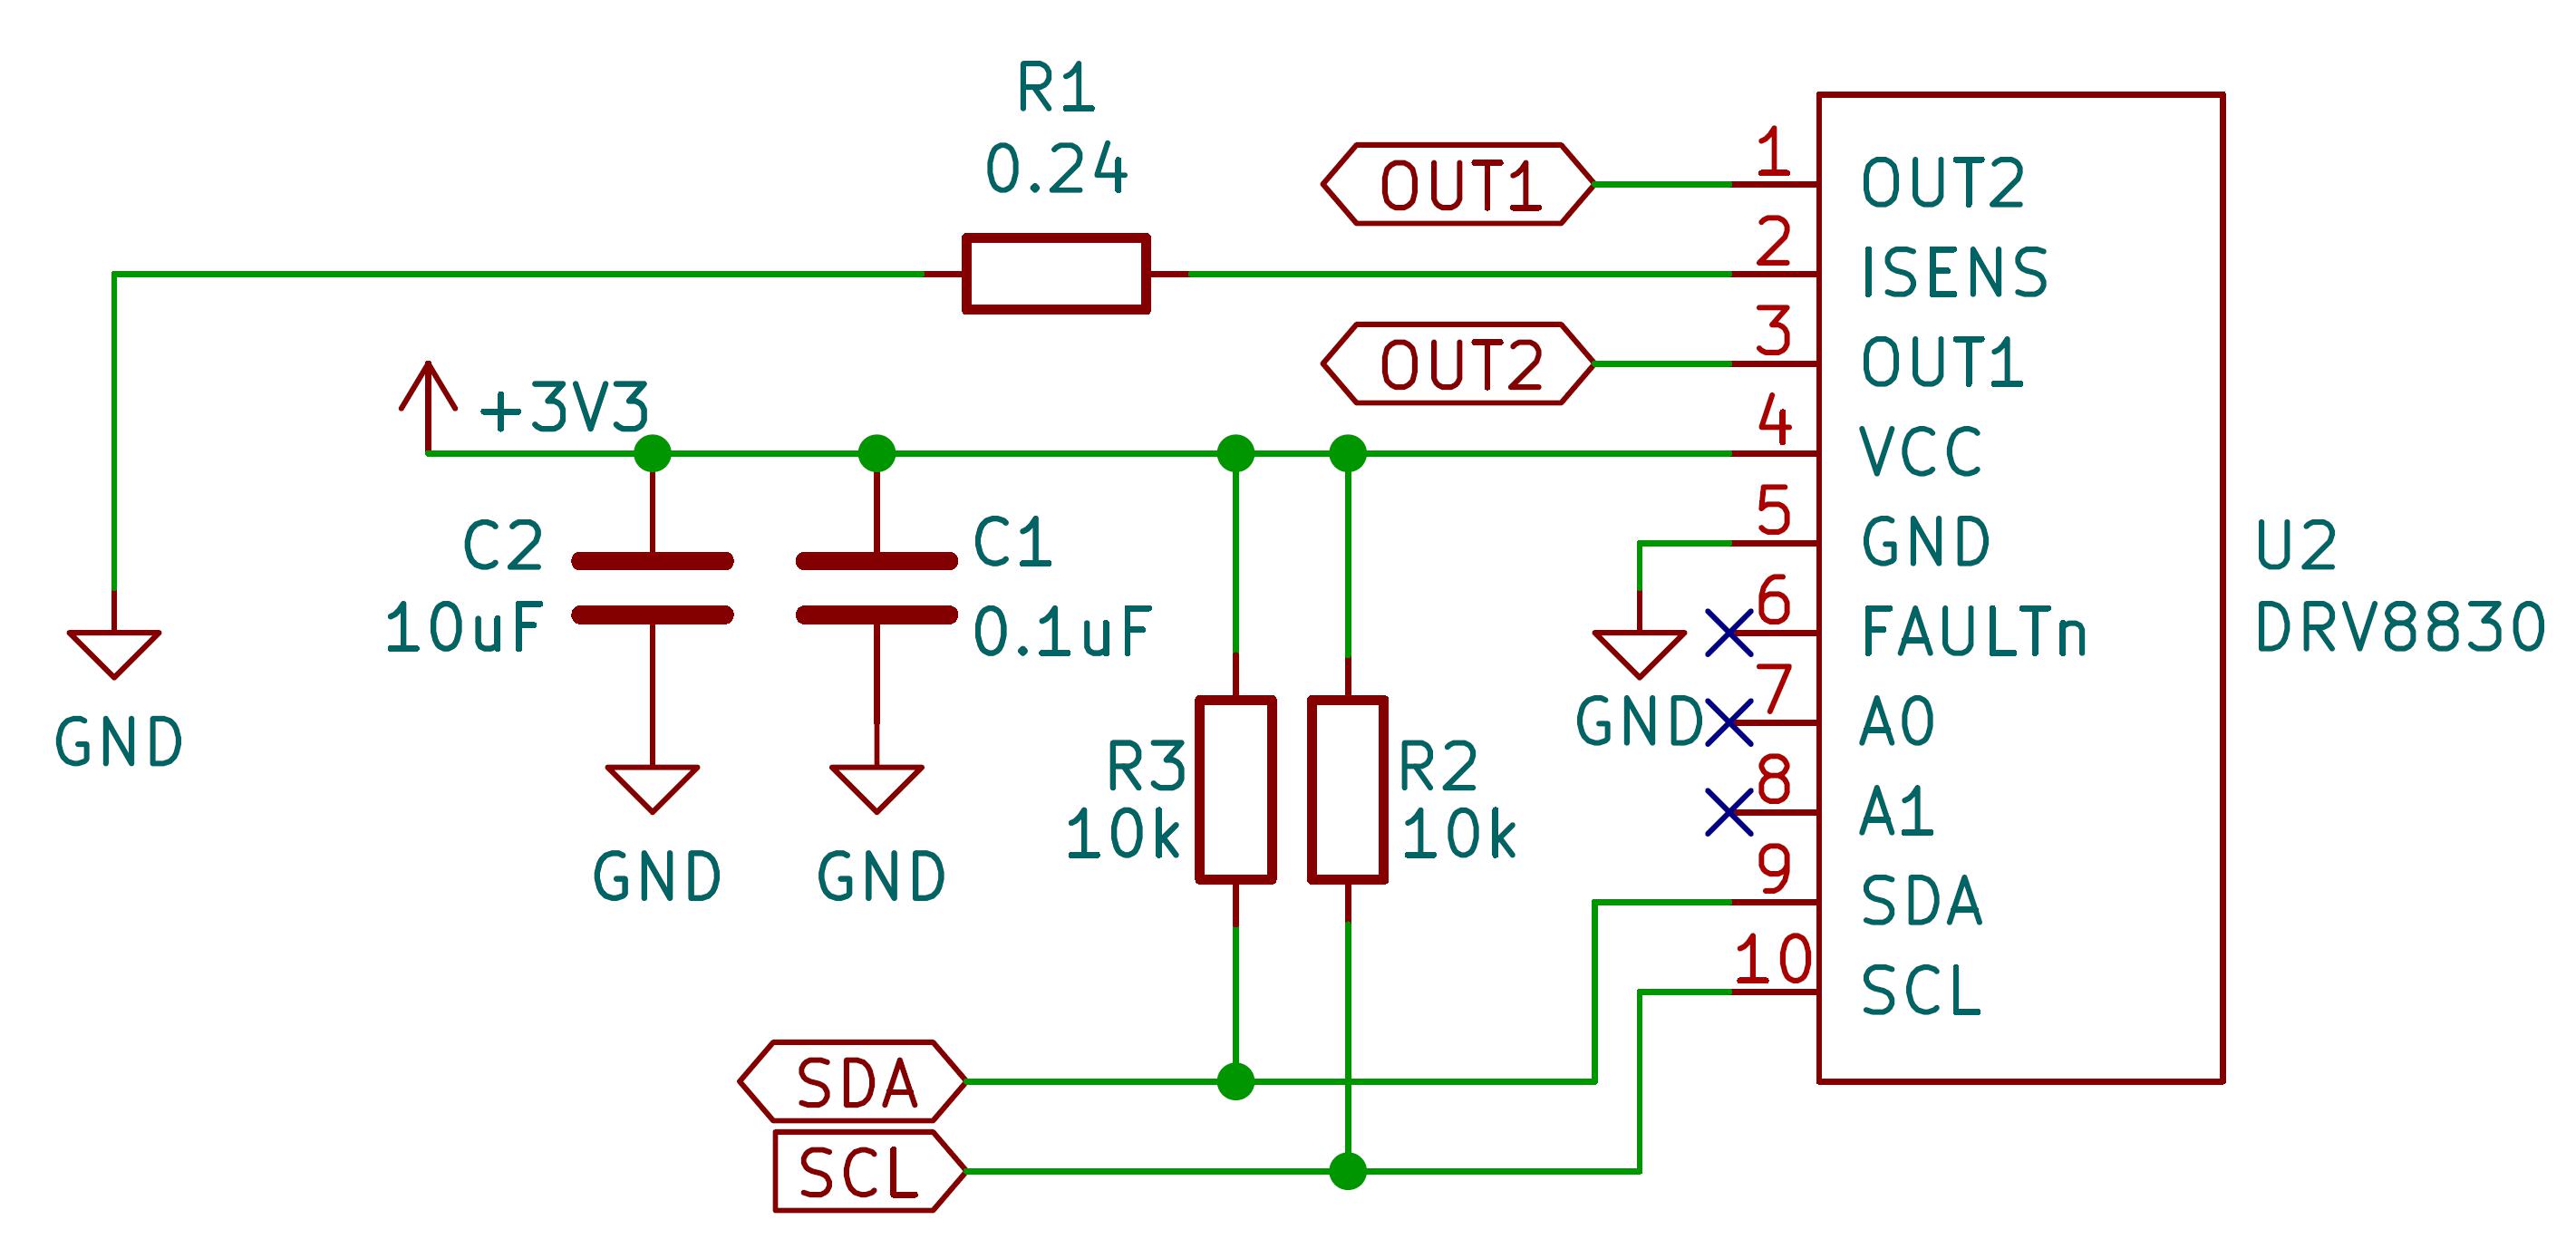 R1
0.24
OUT1
1
OUT2
2
ISENS
OUT2
3
OUT1
+3V3
4
VCC
C2
10uF
C1
0.1uF
5
GND
U2
DRV8830
6
FAULTn
GND
GND
7
A0
R3
10k
R2
10k
8
A1
GND
GND
9
SDA
10
SCL
SDA
SCL